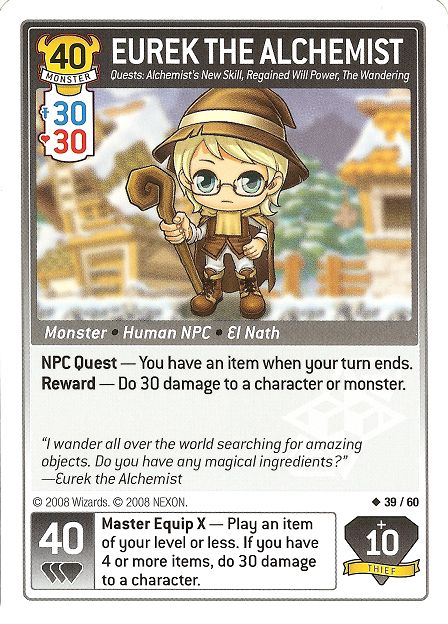 40
MONSTER
EUREK THE ALCHEMIST
Quests: Alchemist's New Skill, Regained Will Power, The Wandering
30
30
Monster • Human NPC • El Nath
NPC Quest — You have an item when your turn ends.
Reward — Do 30 damage to a character or monster.
"I wander all over the world searching for amazing
objects. Do you have any magical ingredients?"
—Eurek the Alchemist
© 2008 Wizards. © 2008 NEXON.
◆ 39 / 60
40
Master Equip X — Play an item
of your level or less. If you have
4 or more items, do 30 damage
to a character.
+
10
THIEF